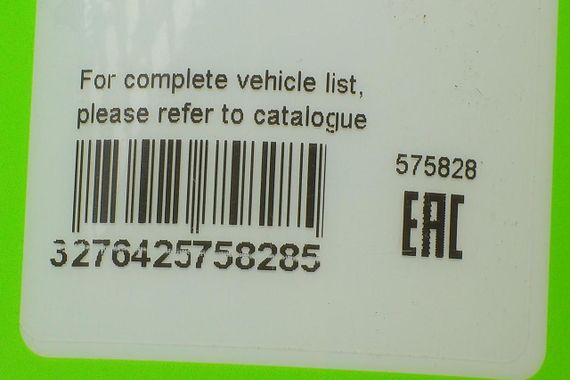 For complete vehicle list,
please refer to catalogue
575828
EAC
3276425758285